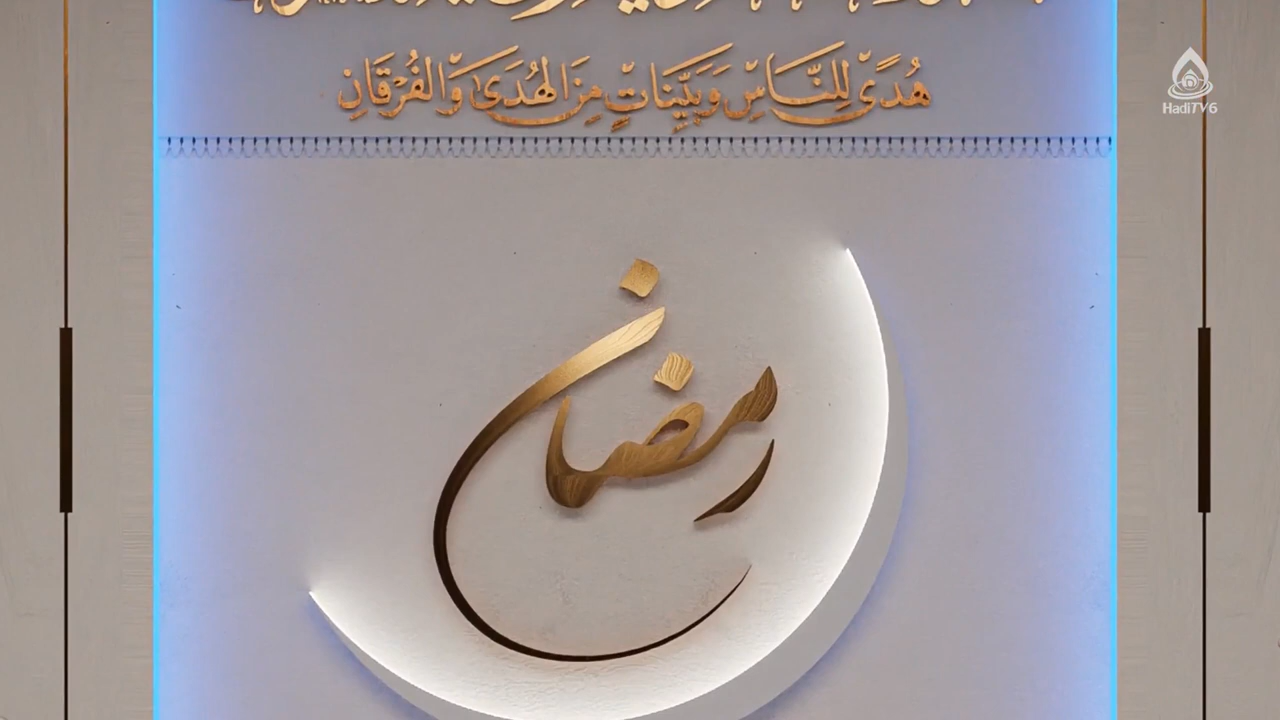 هُدًى لِلنَّاسِ وَبَيِّنَاتٍ مِنَ الْهُدَىٰ وَالْفُرْقَانِ
HadiTV6
رمضان